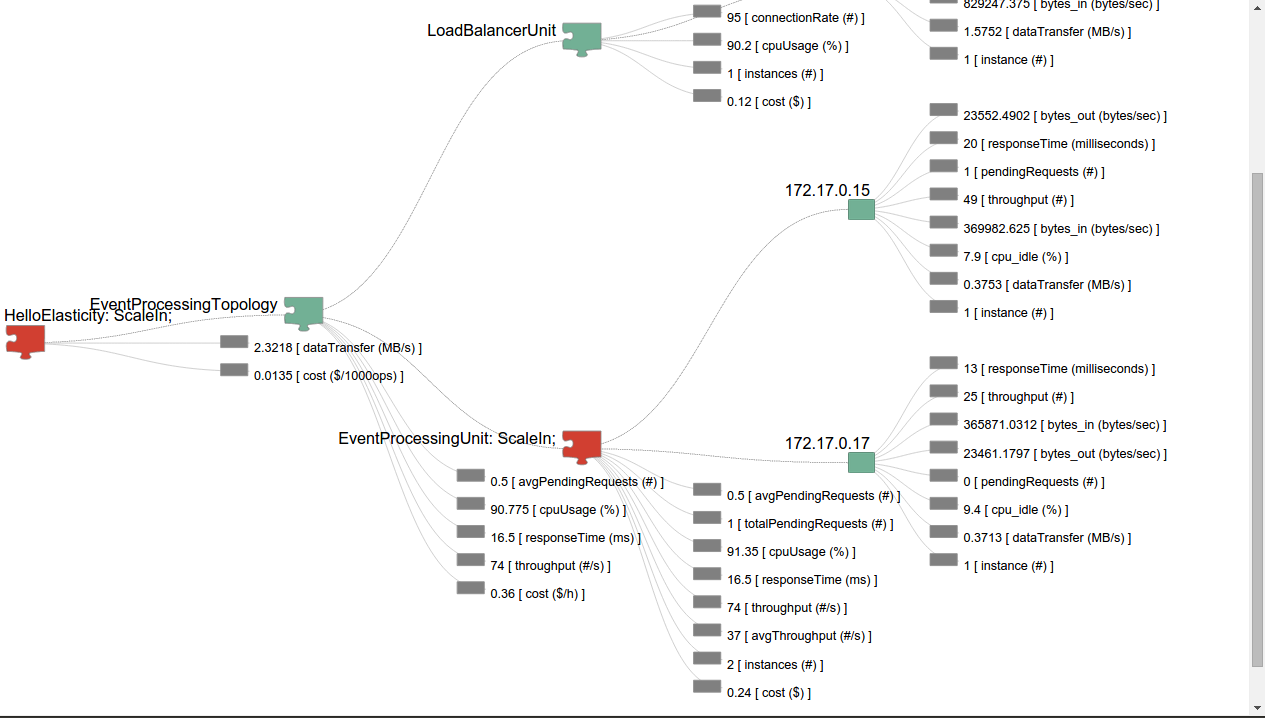 829247.375 [ bytes_in (bytes/sec) ]
1.5752 [ dataTransfer (MB/s) ]
1 [ instance (#) ]
LoadBalancerUnit
95 [ connectionRate (#) ]
90.2 [ cpuUsage (%) ]
1 [ instances (#) ]
0.12 [ cost ($) ]
172.17.0.15
23552.4902 [ bytes_out (bytes/sec) ]
20 [ responseTime (milliseconds) ]
1 [ pendingRequests (#) ]
49 [ throughput (#) ]
369982.625 [ bytes_in (bytes/sec) ]
7.9 [ cpu_idle (%) ]
0.3753 [ dataTransfer (MB/s) ]
1 [ instance (#) ]
EventProcessingTopology
HelloElasticity: ScaleIn;
2.3218 [ dataTransfer (MB/s) ]
0.0135 [ cost ($/1000ops) ]
EventProcessingUnit: ScaleIn;
0.5 [ avgPendingRequests (#) ]
90.775 [ cpuUsage (%) ]
16.5 [ responseTime (ms) ]
74 [ throughput (#/s) ]
0.36 [ cost ($/h) ]
0.5 [ avgPendingRequests (#) ]
1 [ totalPendingRequests (#) ]
91.35 [ cpuUsage (%) ]
16.5 [ responseTime (ms) ]
74 [ throughput (#/s) ]
37 [ avgThroughput (#/s) ]
2 [ instances (#) ]
0.24 [ cost ($) ]
172.17.0.17
13 [ responseTime (milliseconds) ]
25 [ throughput (#) ]
365871.0312 [ bytes_in (bytes/sec) ]
23461.1797 [ bytes_out (bytes/sec) ]
0 [ pendingRequests (#) ]
9.4 [ cpu_idle (%) ]
0.3713 [ dataTransfer (MB/s) ]
1 [ instance (#) ]